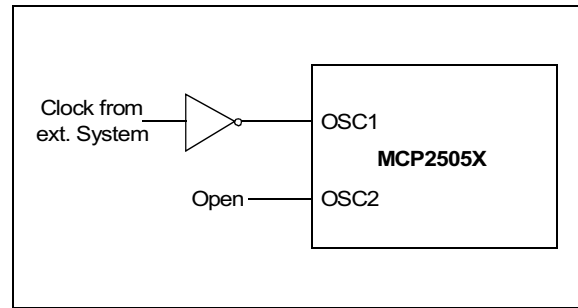 Clock from
ext. System
OSC1
MCP2505X
Open
OSC2